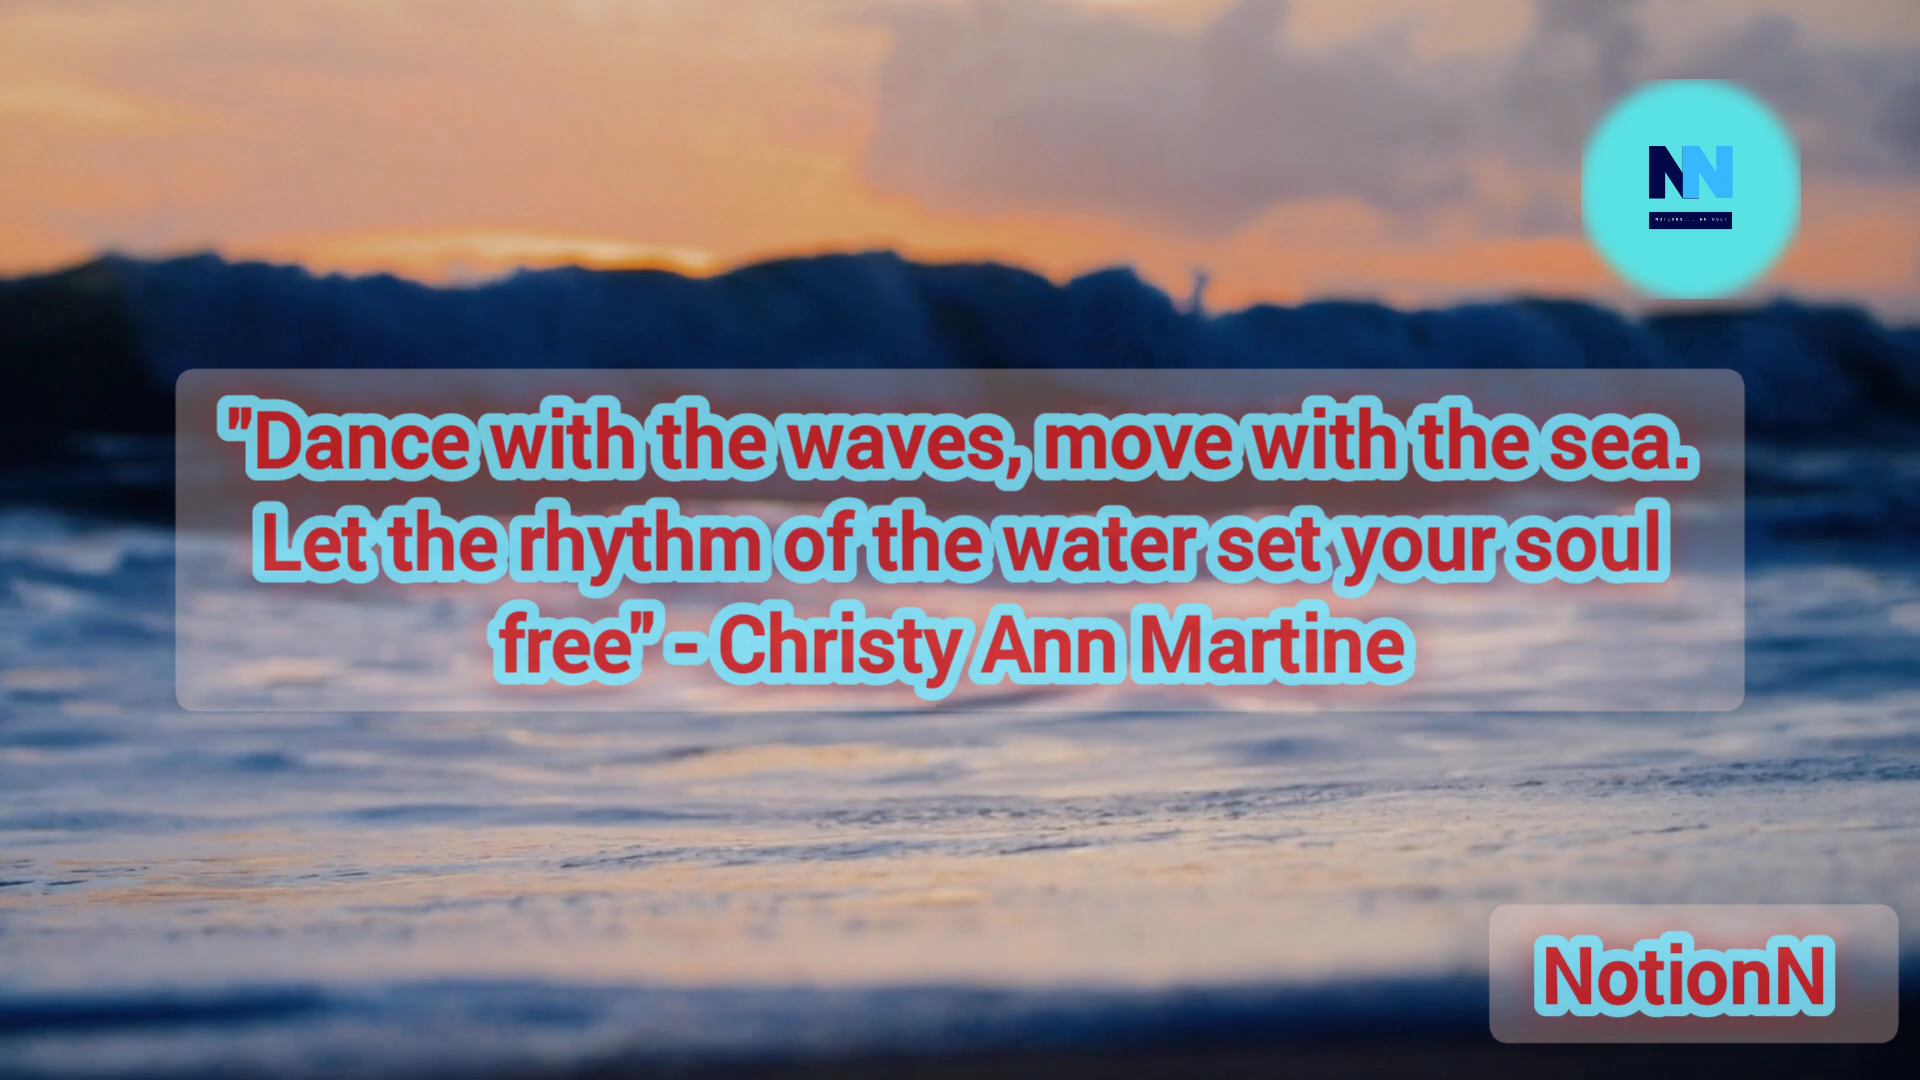 NN
"Dance with the waves, move with the sea.
Let the rhythm of the water set your soul
free" - Christy Ann Martine
NotionN